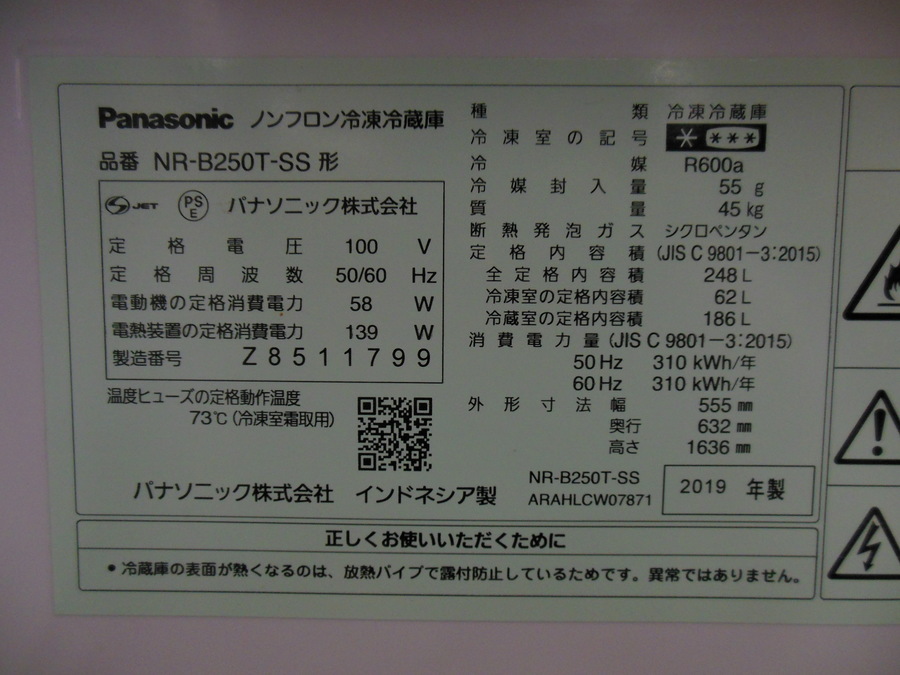 Panasonic ノンフロン冷凍冷蔵庫
品番 NR-B250T-SS 形
JET PS E パナソニック株式会社
定格電圧 100 V
定格周波数 50/60 Hz
電動機の定格消費電力 58 W
電熱装置の定格消費電力 139 W
製造番号 Z8511799
温度ヒューズの定格動作温度
73℃(冷凍室霜取用)
種類 冷凍冷蔵庫
冷凍室の記号 * ***
冷媒 R600a
冷媒封入量 55 g
質量 45 kg
断熱発泡ガス シクロペンタン
定格内容積 (JIS C 9801-3:2015)
全定格内容積 248 L
冷凍室の定格内容積 62 L
冷蔵室の定格内容積 186 L
消費電力量 (JIS C 9801-3:2015)
50 Hz 310 kWh/年
60 Hz 310 kWh/年
外形寸法 幅 555 mm
奥行 632 mm
高さ 1636 mm
パナソニック株式会社 インドネシア製
NR-B250T-SS
ARAHLCW07871
2019 年製
正しくお使いいただくために
• 冷蔵庫の表面が熱くなるのは、放熱パイプで露付防止しているためです。異常ではありません。